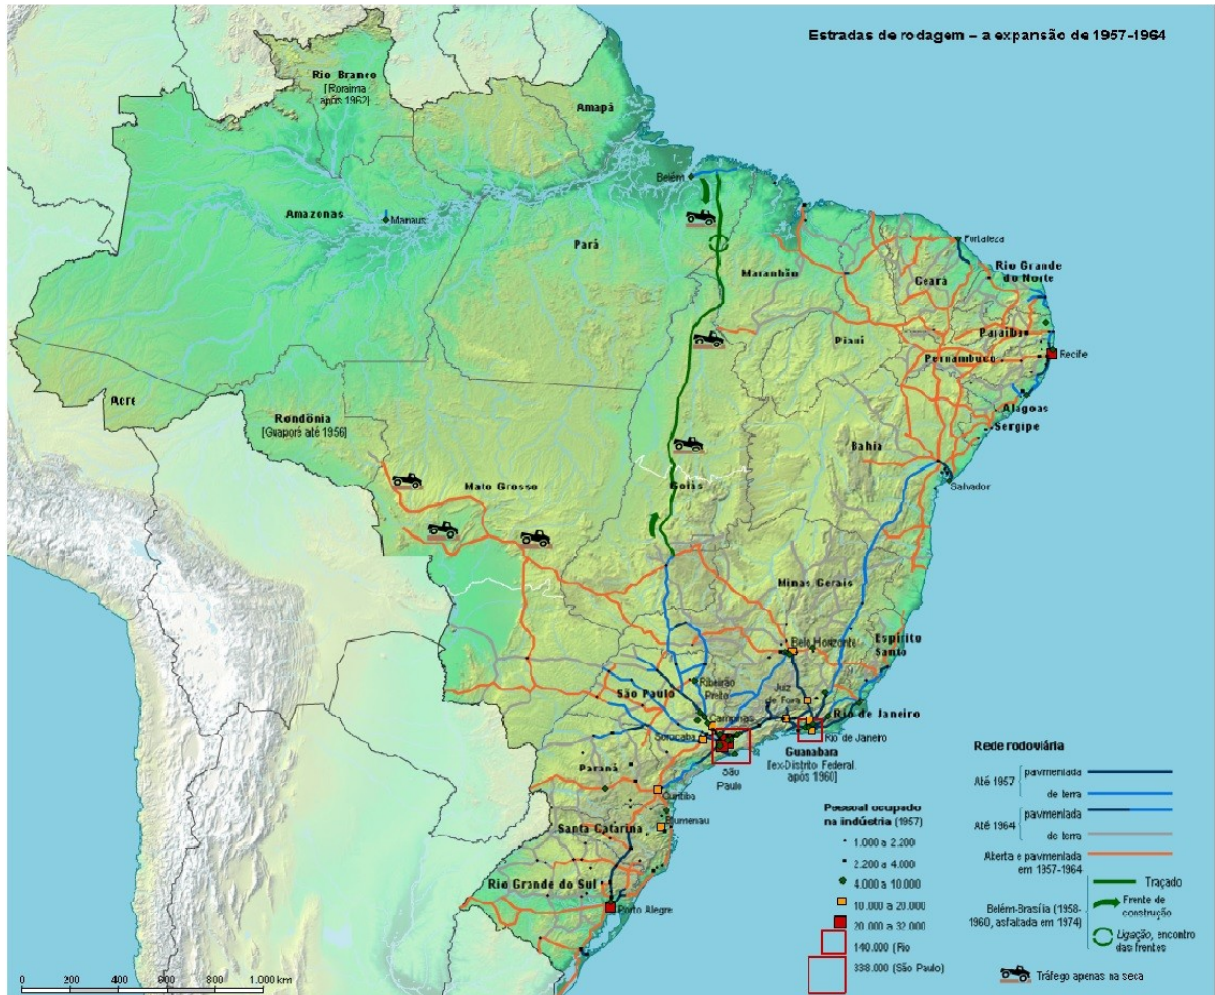 Estradas de rodagem – a expansão de 1957-1964
Rio Branco
[Roraima
após 1962]
Amapá
Belém
Amazonas
Manaus
Pará
Maranhão
Fortaleza
Rio Grande
do Norte
Ceará
Piauí
Paraíba
Pernambuco
Recife
Acre
Rondônia
[Guaporé até 1956]
Alagoas
Sergipe
Bahia
Mato Grosso
Goiás
Salvador
Minas Gerais
Belo Horizonte
Espírito
Santo
Ribeirão
Preto
Juiz
de Fora
São Paulo
Campinas
Rio de Janeiro
Sorocaba
Rio de Janeiro
Guanabara
[ex-Distrito Federal
após 1960]
São
Paulo
Paraná
Curitiba
Blumenau
Santa Catarina
Rio Grande do Sul
Porto Alegre
Pessoal ocupado
na indústria (1957)
1.000 a 2.200
2.200 a 4.000
4.000 a 10.000
10.000 a 20.000
20.000 a 32.000
140.000 (Rio
338.000 (São Paulo)
Rede rodoviária
Até 1957
pavmentada
de terra
Até 1964
pavmentada
de terra
Aberta e pavmentada
em 1957-1964
Belém-Brasília (1958-
1960, asfaltada em 1974)
Traçado
Frente de
construção
Ligação, encontro
das frentes
Tráfego apenas na seca
0 200 400 600 800 1.000 km